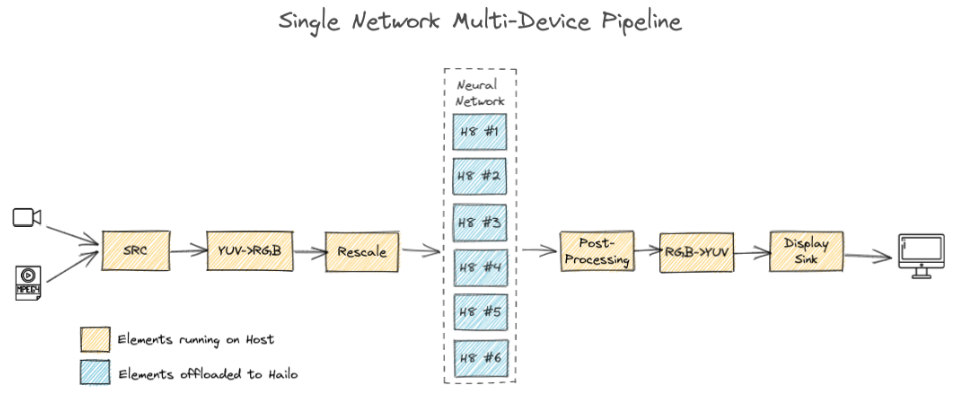 Single Network Multi-Device Pipeline
Neural
Network
H8 #1
H8 #2
H8 #3
H8 #4
H8 #5
H8 #6
SRC
YUV->RGB
Rescale
Post-
Processing
RGB->YUV
Display
Sink
MPEG4
Elements running on Host
Elements offloaded to Hailo